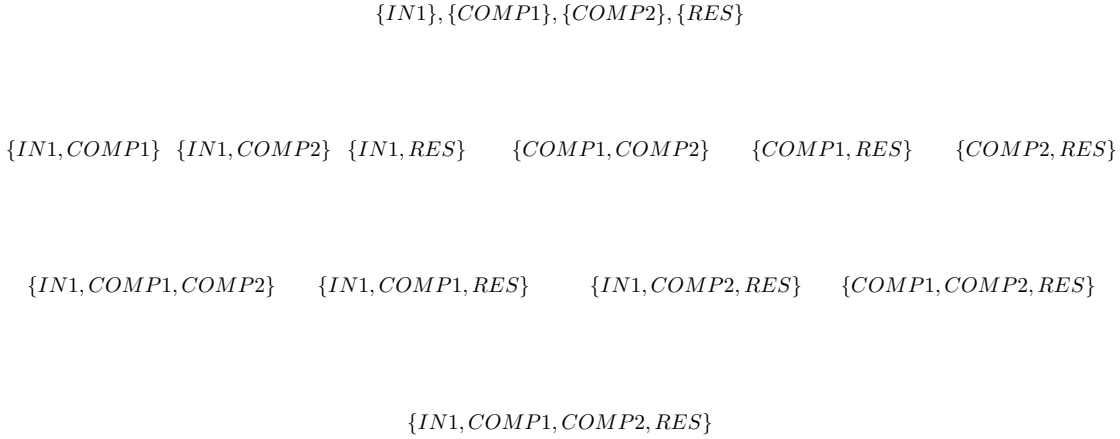 {IN1}, {COMP1}, {COMP2}, {RES}
{IN1, COMP1} {IN1, COMP2} {IN1, RES} {COMP1, COMP2} {COMP1, RES} {COMP2, RES}
{IN1, COMP1, COMP2} {IN1, COMP1, RES} {IN1, COMP2, RES} {COMP1, COMP2, RES}
{IN1, COMP1, COMP2, RES}